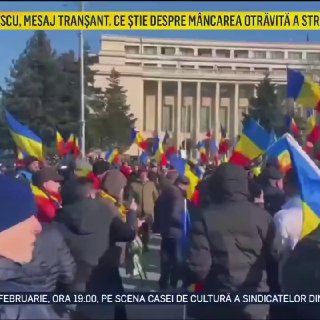 SCU, MESAJ TRANȘANT. CE ȘTIE DESPRE MÂNCAREA OTRĂVITĂ A STR
FEBRUARIE, ORA 19:00, PE SCENA CASEI DE CULTURĂ A SINDICATELOR DIN